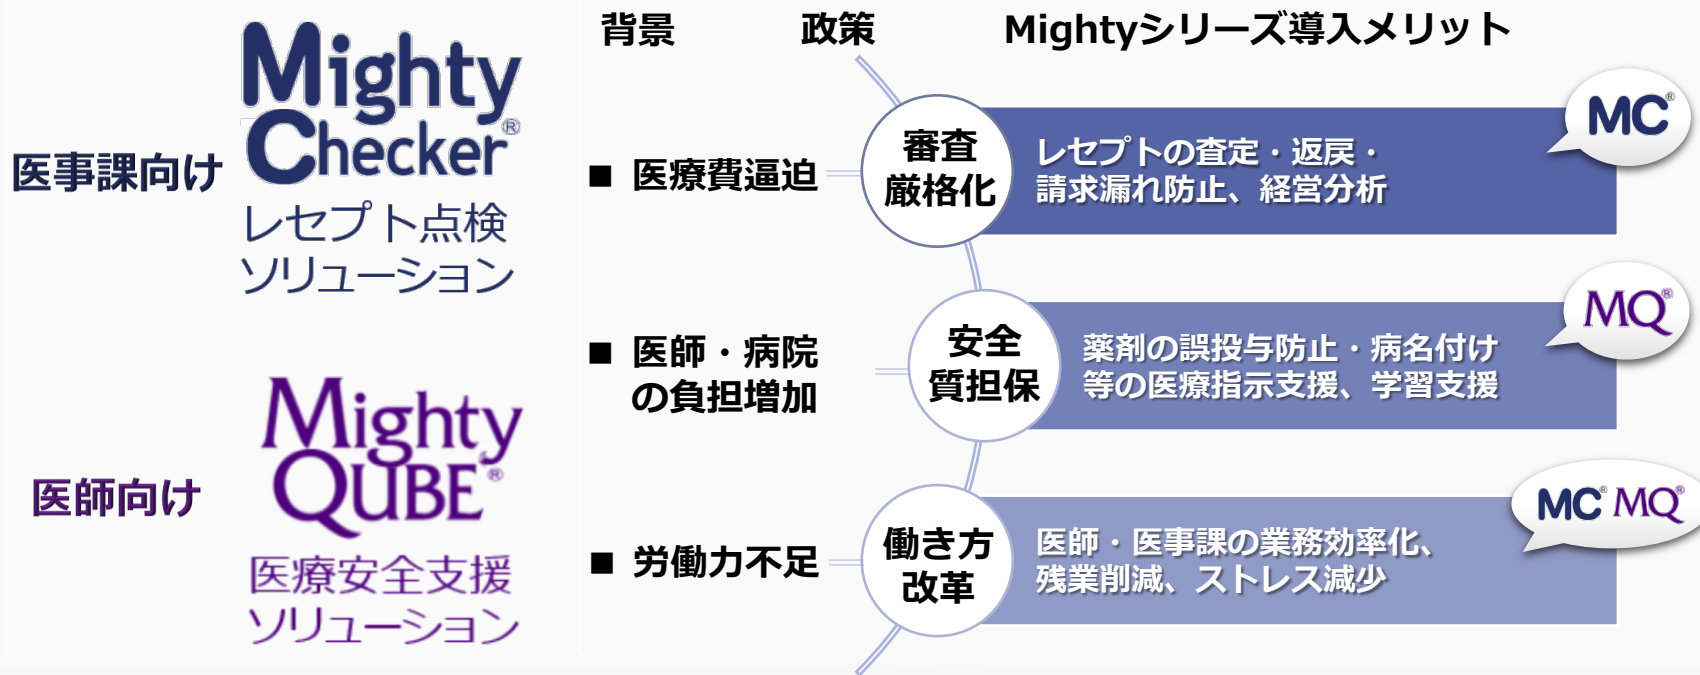 医事課向け
Mighty
Checker®
レセプト点検
ソリューション
医師向け
Mighty
QUBE®
医療安全支援
ソリューション
背景 政策 Mightyシリーズ導入メリット
■ 医療費逼迫
審査
厳格化
レセプトの査定・返戻・
請求漏れ防止、経営分析
MC®
■ 医師・病院
の負担増加
安全
質担保
薬剤の誤投与防止・病名付け
等の医療指示支援、学習支援
MQ®
■ 労働力不足
働き方
改革
医師・医事課の業務効率化、
残業削減、ストレス減少
MC® MQ®